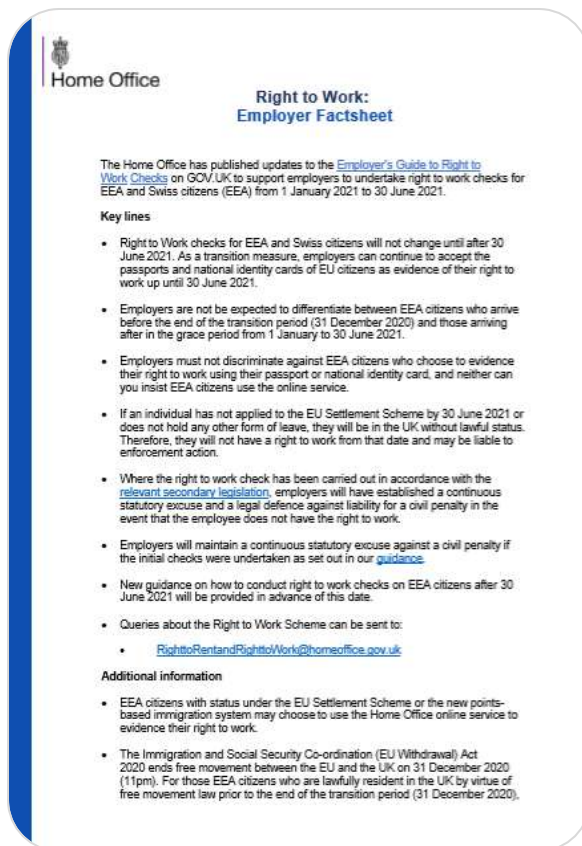 Home Office
Right to Work:
Employer Factsheet
The Home Office has published updates to the Employer's Guide to Right to
Work Checks on GOV.UK to support employers to undertake right to work checks for
EEA and Swiss citizens (EEA) from 1 January 2021 to 30 June 2021.
Key lines
• Right to Work checks for EEA and Swiss citizens will not change until after 30
June 2021. As a transition measure, employers can continue to accept the
passports and national identity cards of EU citizens as evidence of their right to
work up until 30 June 2021.
• Employers are not be expected to differentiate between EEA citizens who arrive
before the end of the transition period (31 December 2020) and those arriving
after in the grace period from 1 January to 30 June 2021.
• Employers must not discriminate against EEA citizens who choose to evidence
their right to work using their passport or national identity card, and neither can
you insist EEA citizens use the online service.
• If an individual has not applied to the EU Settlement Scheme by 30 June 2021 or
does not hold any other form of leave, they will be in the UK without lawful status.
Therefore, they will not have a right to work from that date and may be liable to
enforcement action.
• Where the right to work check has been carried out in accordance with the
relevant secondary legislation, employers will have established a continuous
statutory excuse and a legal defence against liability for a civil penalty in the
event that the employee does not have the right to work.
• Employers will maintain a continuous statutory excuse against a civil penalty if
the initial checks were undertaken as set out in our guidance.
• New guidance on how to conduct right to work checks on EEA citizens after 30
June 2021 will be provided in advance of this date.
• Queries about the Right to Work Scheme can be sent to:
• RighttoRentandRighttoWork@homeoffice.gov.uk
Additional information
• EEA citizens with status under the EU Settlement Scheme or the new points-
based immigration system may choose to use the Home Office online service to
evidence their right to work.
• The Immigration and Social Security Co-ordination (EU Withdrawal) Act
2020 ends free movement between the EU and the UK on 31 December 2020
(11pm). For those EEA citizens who are lawfully resident in the UK by virtue of
free movement law prior to the end of the transition period (31 December 2020),